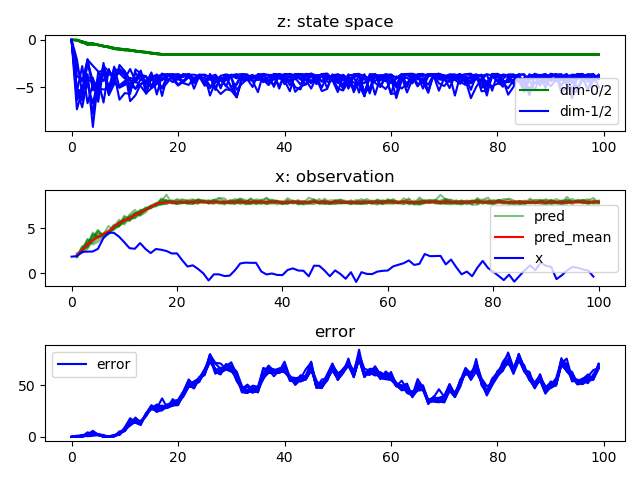 z: state space
0
−5
dim-0/2
dim-1/2
0 20 40 60 80 100
x: observation
5
0
pred
pred_mean
x
0 20 40 60 80 100
error
error
50
0
0 20 40 60 80 100